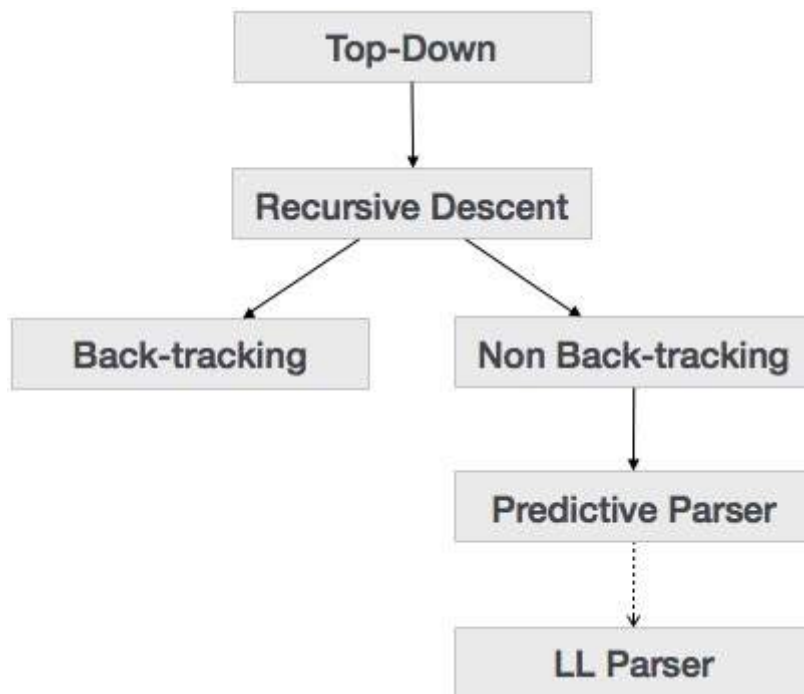 Top-Down
Recursive Descent
Back-tracking
Non Back-tracking
Predictive Parser
LL Parser